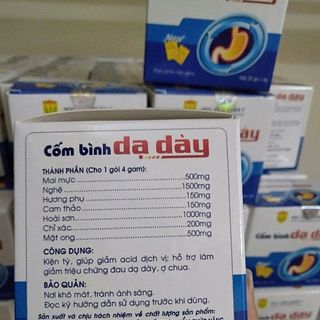 New
Cốm bình dạ dày
THÀNH PHẦN (Cho 1 gói 4 gam):
Mai mực 500mg
Nghệ 1500mg
Hương phụ 150mg
Cam thảo 150mg
Hoài sơn 1000mg
Chỉ xác 200mg
Mật ong 500mg
CÔNG DỤNG:
Kiện tỳ, giúp giảm acid dịch vị; hỗ trợ làm
giảm triệu chứng đau dạ dày, ợ chua.
BẢO QUẢN:
Nơi khô mát, tránh ánh sáng.
Đọc kỹ hướng dẫn sử dụng trước khi dùng.
Sản xuất và chịu trách nhiệm về chất lượng sản phẩm:
dạ dày
Cốm bình dạ dày